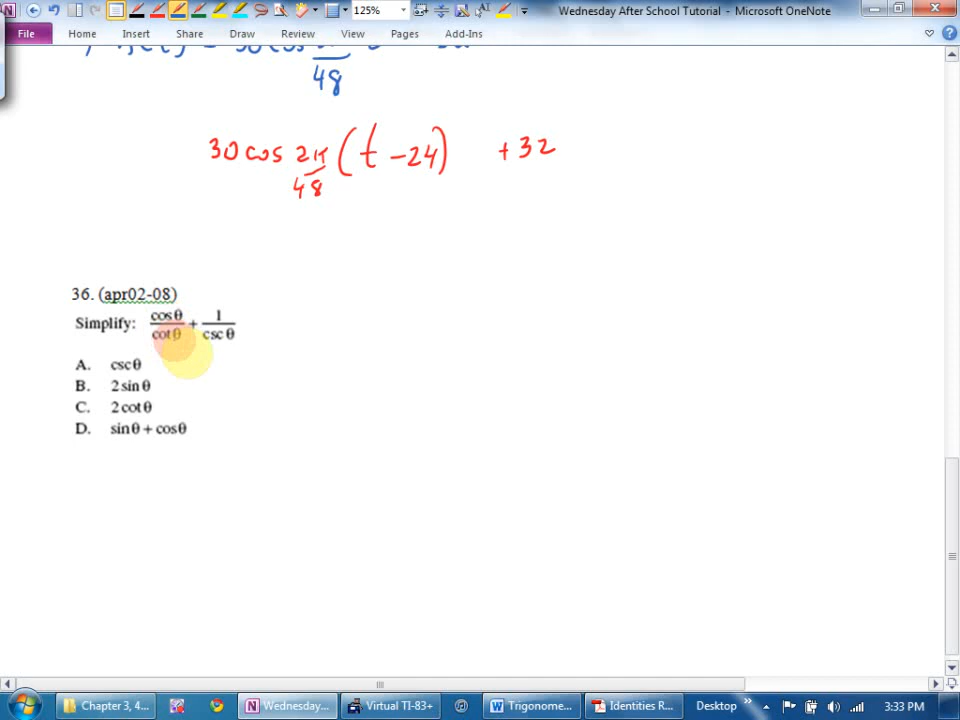 125%
Wednesday After School Tutorial - Microsoft OneNote
File Home Insert Share Draw Review View Pages Add-Ins
48
30 cos 2π/48 (t - 24) + 32
36. (apr02-08)
Simplify: cosθ/cotθ + 1/cscθ
A. cscθ
B. 2 sinθ
C. 2 cotθ
D. sinθ + cosθ
Chapter 3, 4... Wednesday... Virtual TI-83+ Trigonome... Identities R... Desktop » 3:33 PM